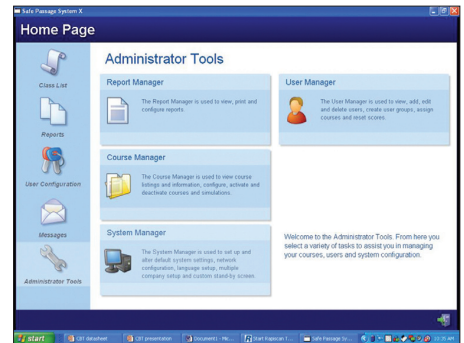 Safe Passage System X
Home Page
Administrator Tools
Class List
Reports
User Configuration
Messages
Administrator Tools
Report Manager
The Report Manager is used to view, print and
configure reports.
User Manager
The User Manager is used to view, add, edit
and delete users, create user groups, assign
courses and reset scores.
Course Manager
The Course Manager is used to view course
listings and information, configure, activate and
deactivate courses and simulations.
System Manager
The System Manager is used to set up and
alter default system settings, network
configuration, language setup, multiple
company setup and custom stand-by screen.
Welcome to the Administrator Tools. From here you
select a variety of tasks to assist you in managing
your courses, users and system configuration.
start
CBT datasheet
CBT presentation
Document1 - Mic...
Safe Passage Sy...